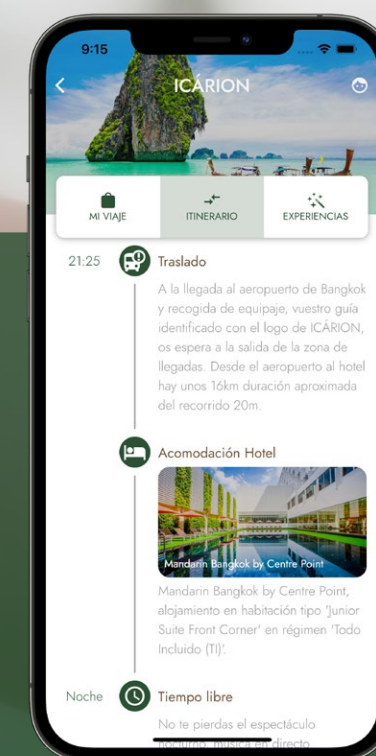 9:15
ICÁRION
MI VIAJE
ITINERARIO
EXPERIENCIAS
21:25
Traslado
A la llegada al aeropuerto de Bangkok
y recogida de equipaje, vuestro guía
identificado con el logo de ICÁRION,
os espera a la salida de la zona de
llegadas. Desde el aeropuerto al hotel
hay unos 16km duración aproximada
del recorrido 20m.
Acomodación Hotel
Mandarin Bangkok by Centre Point
Mandarin Bangkok by Centre Point,
alojamiento en habitación tipo 'Junior
Suite Front Corner' en régimen 'Todo
Incluido (TI)'.
Noche
Tiempo libre
No te pierdas el espectáculo
nocturno, música en directo